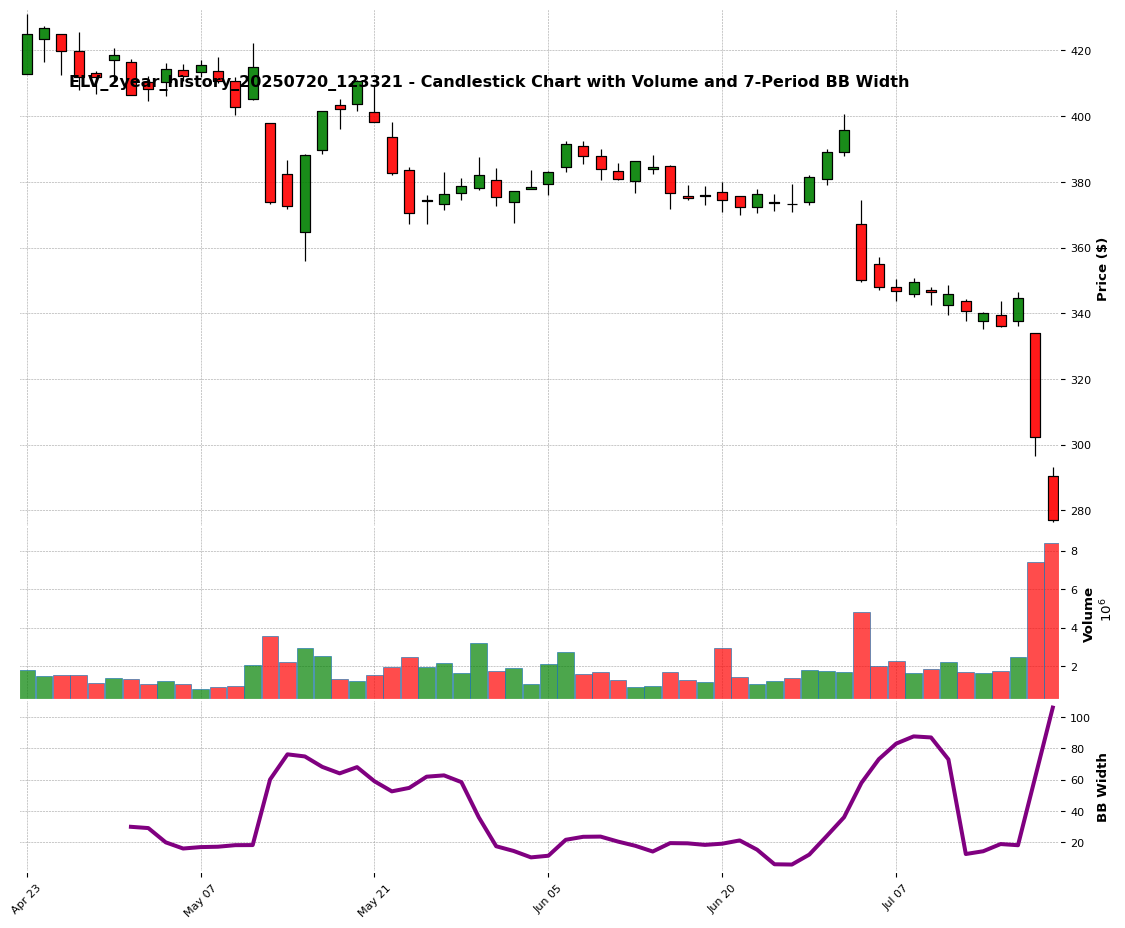 ELV_2year_history_20250720_123321 - Candlestick Chart with Volume and 7-Period BB Width
420
400
380
360
340
320
300
280
Price ($)
8
6
4
2
Volume
10^6
100
80
60
40
20
BB Width
Apr 23
May 07
May 21
Jun 05
Jun 20
Jul 07